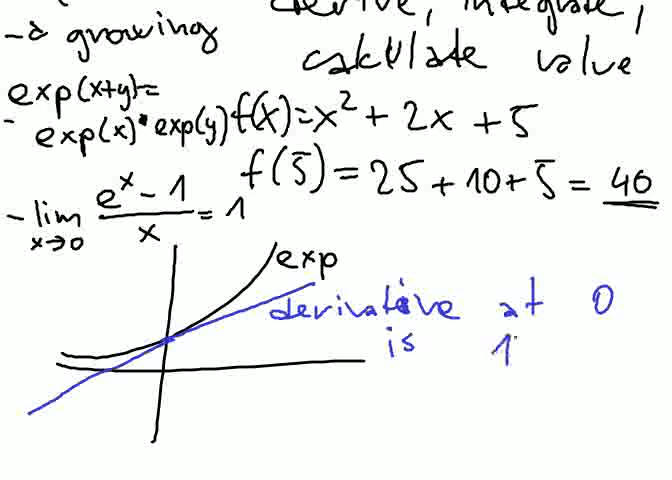 → growing
derive, integrate,
calculate value
exp(x+y)=
- exp(x)•exp(y)
f(x)=x² + 2x + 5
f(5) = 25 + 10 + 5 = 40
- lim x→0 (eˣ - 1)/x = 1
exp
derivative at 0
is 1